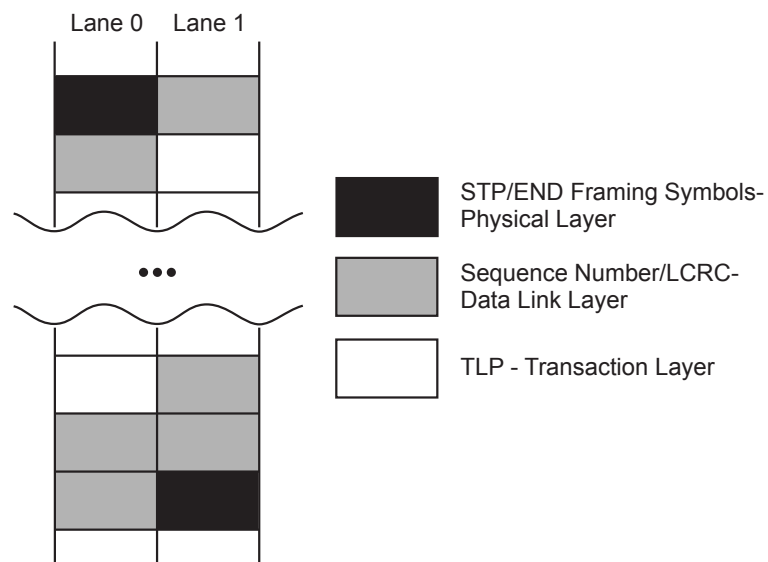 Lane 0 Lane 1
STP/END Framing Symbols-
Physical Layer
Sequence Number/LCRC-
Data Link Layer
TLP - Transaction Layer